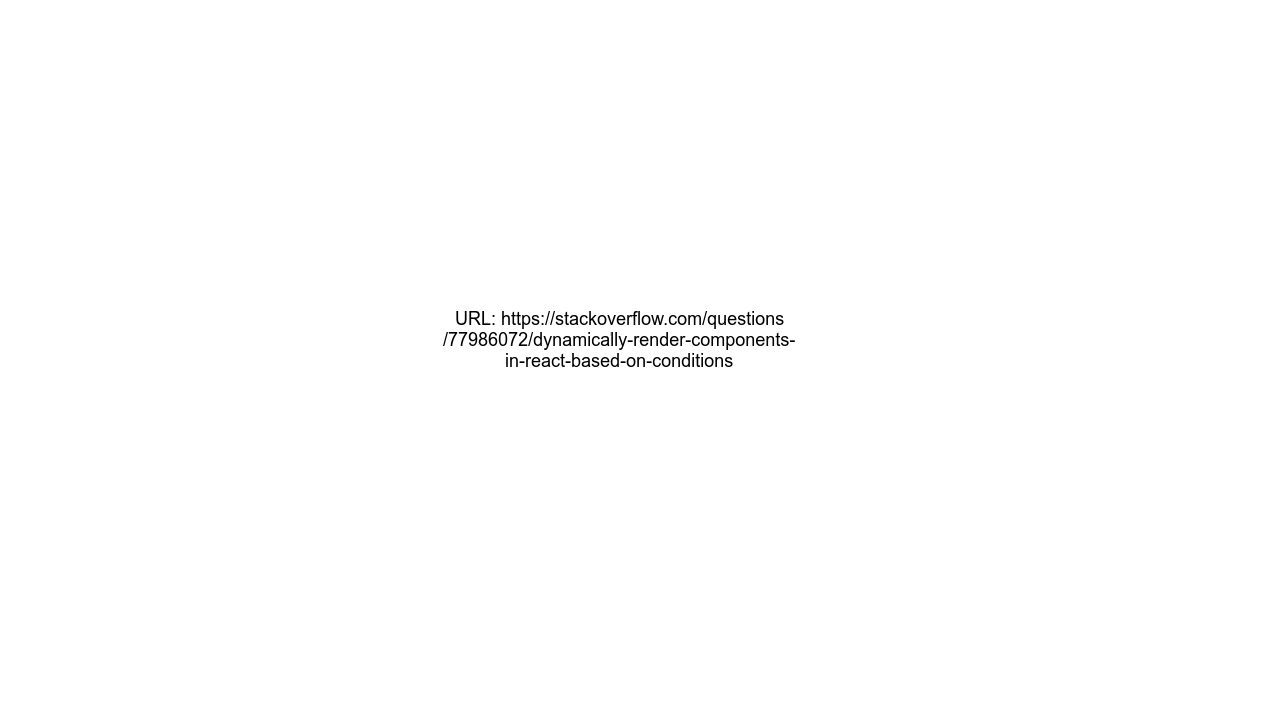 URL: https://stackoverflow.com/questions
/77986072/dynamically-render-components-
in-react-based-on-conditions